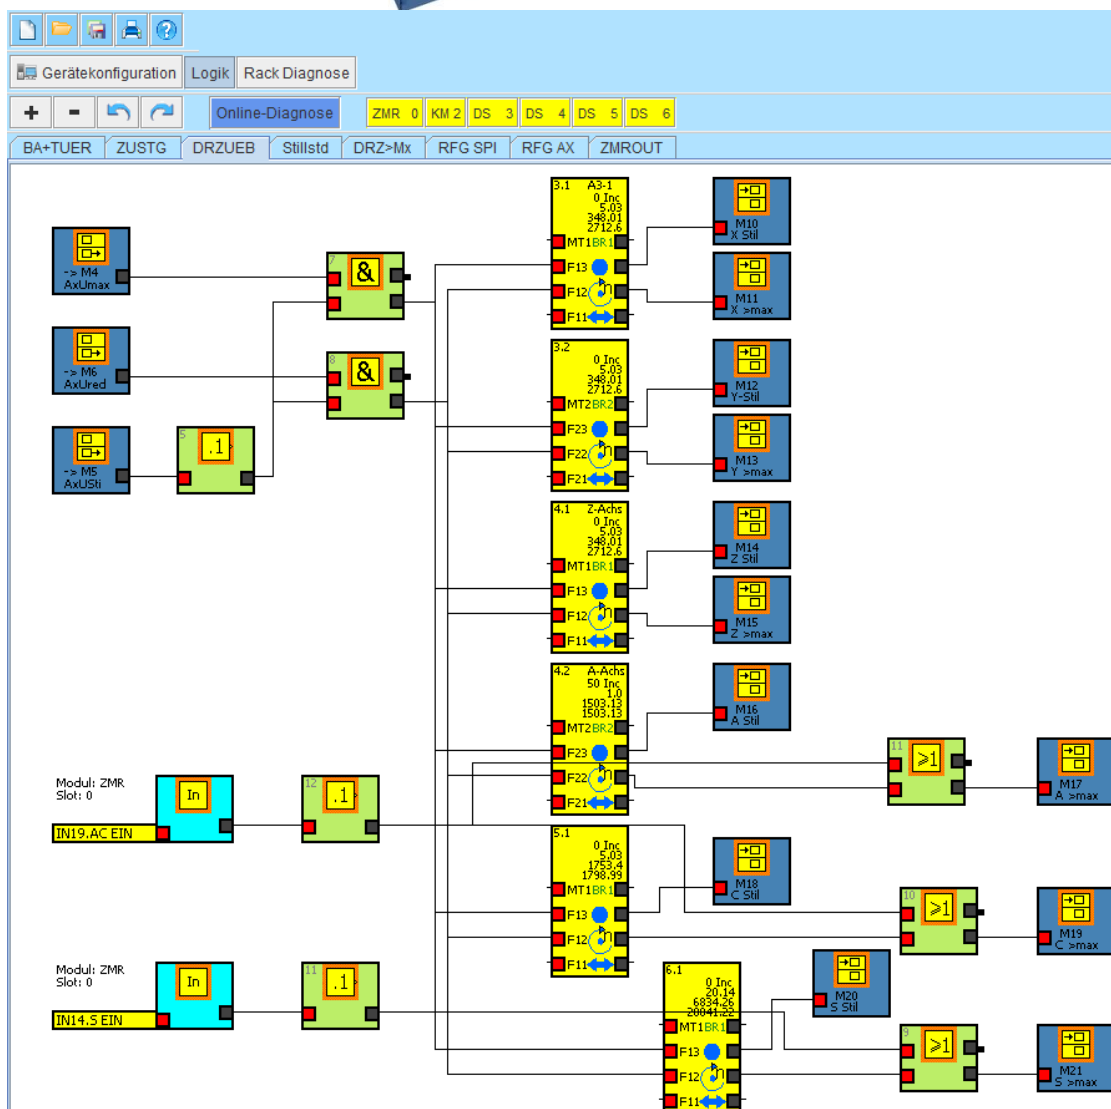 Gerätekonfiguration Logik Rack Diagnose
+ - Online-Diagnose ZMR 0 KM 2 DS 3 DS 4 DS 5 DS 6
BA+TUER ZUSTG DRZUEB Stillstd DRZ>Mx RFG SPI RFG AX ZMROUT
-> M4
AxUmax
-> M6
AxUred
-> M5
AxUSti
7
&
8
&
5
.1
3.1 A3-1
0 Inc
5.03
348.01
2712.6
MT1 BR1
F13
F12
F11
M10
X Stil
M11
X >max
3.2
0 Inc
5.03
348.01
2712.6
MT2 BR2
F23
F22
F21
M12
Y-Stil
M13
Y >max
4.1 Z-Achs
0 Inc
5.03
348.01
2712.6
MT1 BR1
F13
F12
F11
M14
Z Stil
M15
Z >max
4.2 A-Achs
50 Inc
1.0
1503.13
1503.13
MT2 BR2
F23
F22
F21
M16
A Stil
11
≥1
M17
A >max
Modul: ZMR
Slot: 0
In
IN19.AC EIN
12
.1
5.1
0 Inc
5.03
1753.4
1798.99
MT1 BR1
F13
F12
F11
M18
C Stil
10
≥1
M19
C >max
Modul: ZMR
Slot: 0
In
IN14.S EIN
11
.1
6.1
0 Inc
20.14
6834.26
20041.22
MT1 BR1
F13
F12
F11
M20
S Stil
9
≥1
M21
S >max